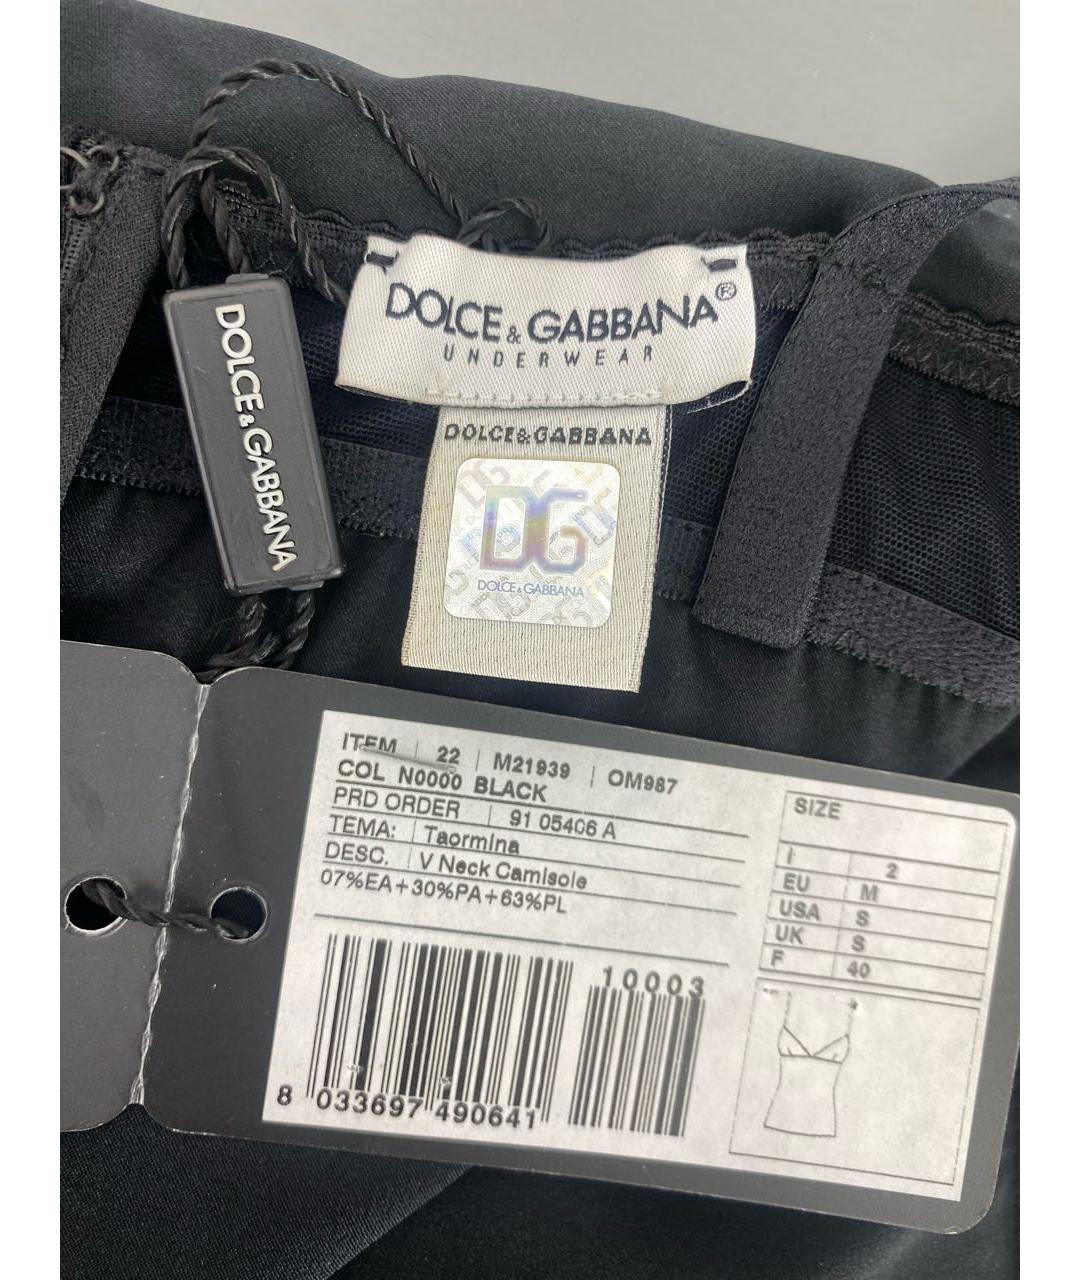 DOLCE & GABBANA®
UNDERWEAR
DOLCE&GABBANA
DOLCE&GABBANA
DG
DOLCE&GABBANA
ITEM 22 M21939 OM987
COL N0000 BLACK
PRD ORDER 91 05406 A
TEMA: Taormina
DESC. V Neck Camisole
07%EA+30%PA+63%PL
SIZE
I 2
EU M
USA S
UK S
F 40
10003
8 033697 490641